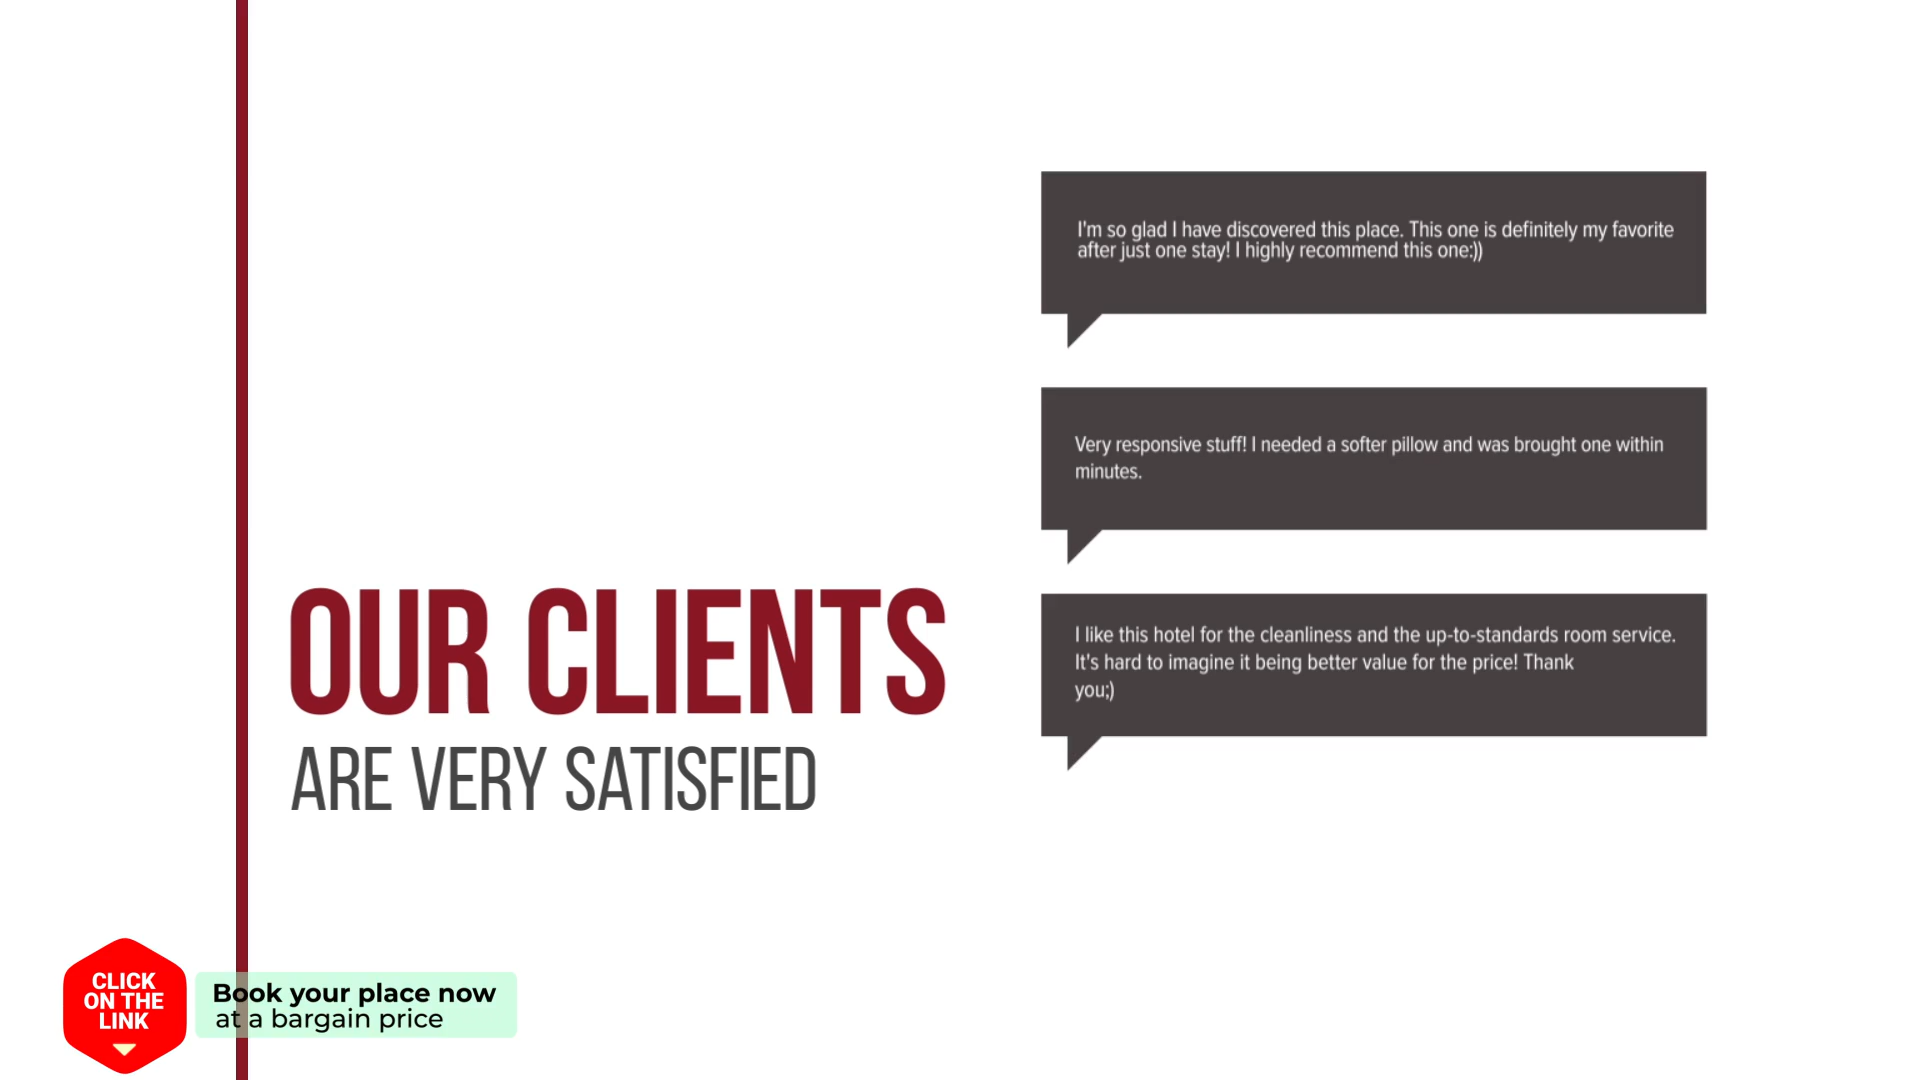 I'm so glad I have discovered this place. This one is definitely my favorite
after just one stay! I highly recommend this one:))
Very responsive stuff! I needed a softer pillow and was brought one within
minutes.
OUR CLIENTS
ARE VERY SATISFIED
I like this hotel for the cleanliness and the up-to-standards room service.
It's hard to imagine it being better value for the price! Thank
you;)
CLICK
ON THE
LINK
Book your place now
at a bargain price